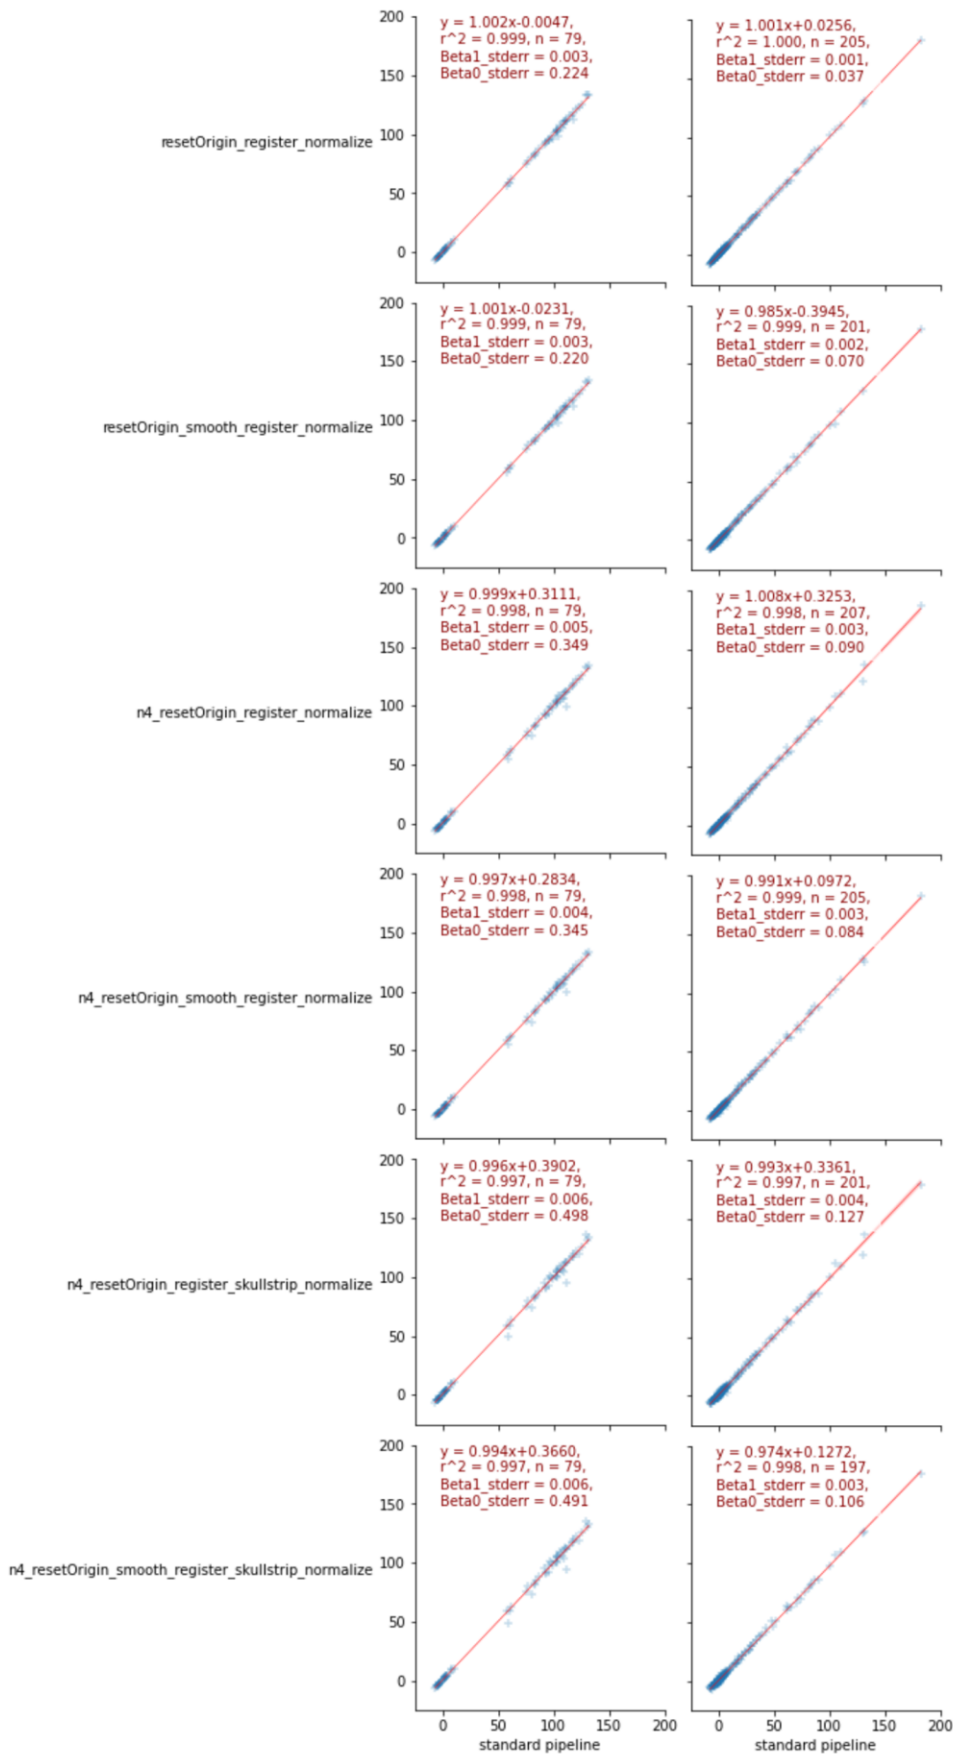 200
y = 1.002x-0.0047,
r^2 = 0.999, n = 79,
Beta1_stderr = 0.003,
Beta0_stderr = 0.224
y = 1.001x+0.0256,
r^2 = 1.000, n = 205,
Beta1_stderr = 0.001,
Beta0_stderr = 0.037
150
100
resetOrigin_register_normalize
50
0
200
y = 1.001x-0.0231,
r^2 = 0.999, n = 79,
Beta1_stderr = 0.003,
Beta0_stderr = 0.220
y = 0.985x-0.3945,
r^2 = 0.999, n = 201,
Beta1_stderr = 0.002,
Beta0_stderr = 0.070
150
100
resetOrigin_smooth_register_normalize
50
0
200
y = 0.999x+0.3111,
r^2 = 0.998, n = 79,
Beta1_stderr = 0.005,
Beta0_stderr = 0.349
y = 1.008x+0.3253,
r^2 = 0.998, n = 207,
Beta1_stderr = 0.003,
Beta0_stderr = 0.090
150
100
n4_resetOrigin_register_normalize
50
0
200
y = 0.997x+0.2834,
r^2 = 0.998, n = 79,
Beta1_stderr = 0.004,
Beta0_stderr = 0.345
y = 0.991x+0.0972,
r^2 = 0.999, n = 205,
Beta1_stderr = 0.003,
Beta0_stderr = 0.084
150
100
n4_resetOrigin_smooth_register_normalize
50
0
200
y = 0.996x+0.3902,
r^2 = 0.997, n = 79,
Beta1_stderr = 0.006,
Beta0_stderr = 0.498
y = 0.993x+0.3361,
r^2 = 0.997, n = 201,
Beta1_stderr = 0.004,
Beta0_stderr = 0.127
150
100
n4_resetOrigin_register_skullstrip_normalize
50
0
200
y = 0.994x+0.3660,
r^2 = 0.997, n = 79,
Beta1_stderr = 0.006,
Beta0_stderr = 0.491
y = 0.974x+0.1272,
r^2 = 0.998, n = 197,
Beta1_stderr = 0.003,
Beta0_stderr = 0.106
150
100
n4_resetOrigin_smooth_register_skullstrip_normalize
50
0
0 50 100 150 200
0 50 100 150 200
standard pipeline
standard pipeline